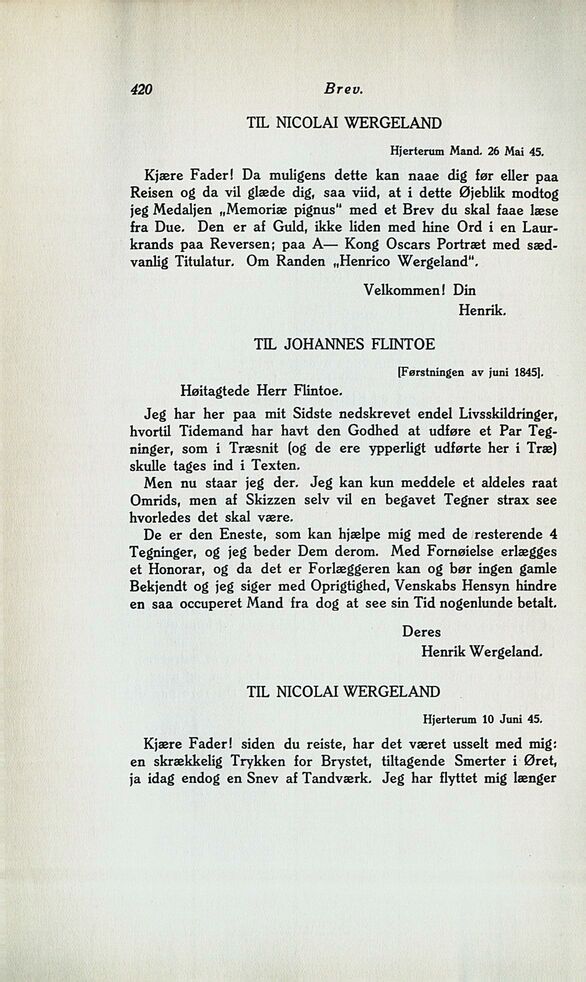 420
Brev.
TIL NICOLAI WERGELAND
Hjerterum Mand. 26 Mai 45.
Kjære Fader! Da muligens dette kan naae dig før eller paa
Reisen og da vil glæde dig, saa viid, at i dette Øjeblik modtog
jeg Medaljen „Memoriæ pignus" med et Brev du skal faae læse
fra Due. Den er af Guld, ikke liden med hine Ord i en Laur-
krands paa Reversen; paa A— Kong Oscars Portræt med sæd-
vanlig Titulatur. Om Randen „Henrico Wergeland".
Velkommen! Din
Henrik.
TIL JOHANNES FLINTOE
[Førstningen av juni 1845].
Høitagtede Herr Flintoe.
Jeg har her paa mit Sidste nedskrevet endel Livsskildringer,
hvortil Tidemand har havt den Godhed at udføre et Par Teg-
ninger, som i Træsnit (og de ere ypperligt udførte her i Træ)
skulle tages ind i Texten.
Men nu staar jeg der. Jeg kan kun meddele et aldeles raat
Omrids, men af Skizzen selv vil en begavet Tegner strax see
hvorledes det skal være.
De er den Eneste, som kan hjælpe mig med de resterende 4
Tegninger, og jeg beder Dem derom. Med Fornøielse erlægges
et Honorar, og da det er Forlæggeren kan og bør ingen gamle
Bekjendt og jeg siger med Oprigtighed, Venskabs Hensyn hindre
en saa occuperet Mand fra dog at see sin Tid nogenlunde betalt.
Deres
Henrik Wergeland.
TIL NICOLAI WERGELAND
Hjerterum 10 Juni 45.
Kjære Fader! siden du reiste, har det været usselt med mig:
en skrækkelig Trykken for Brystet, tiltagende Smerter i Øret,
ja idag endog en Snev af Tandværk. Jeg har flyttet mig længer